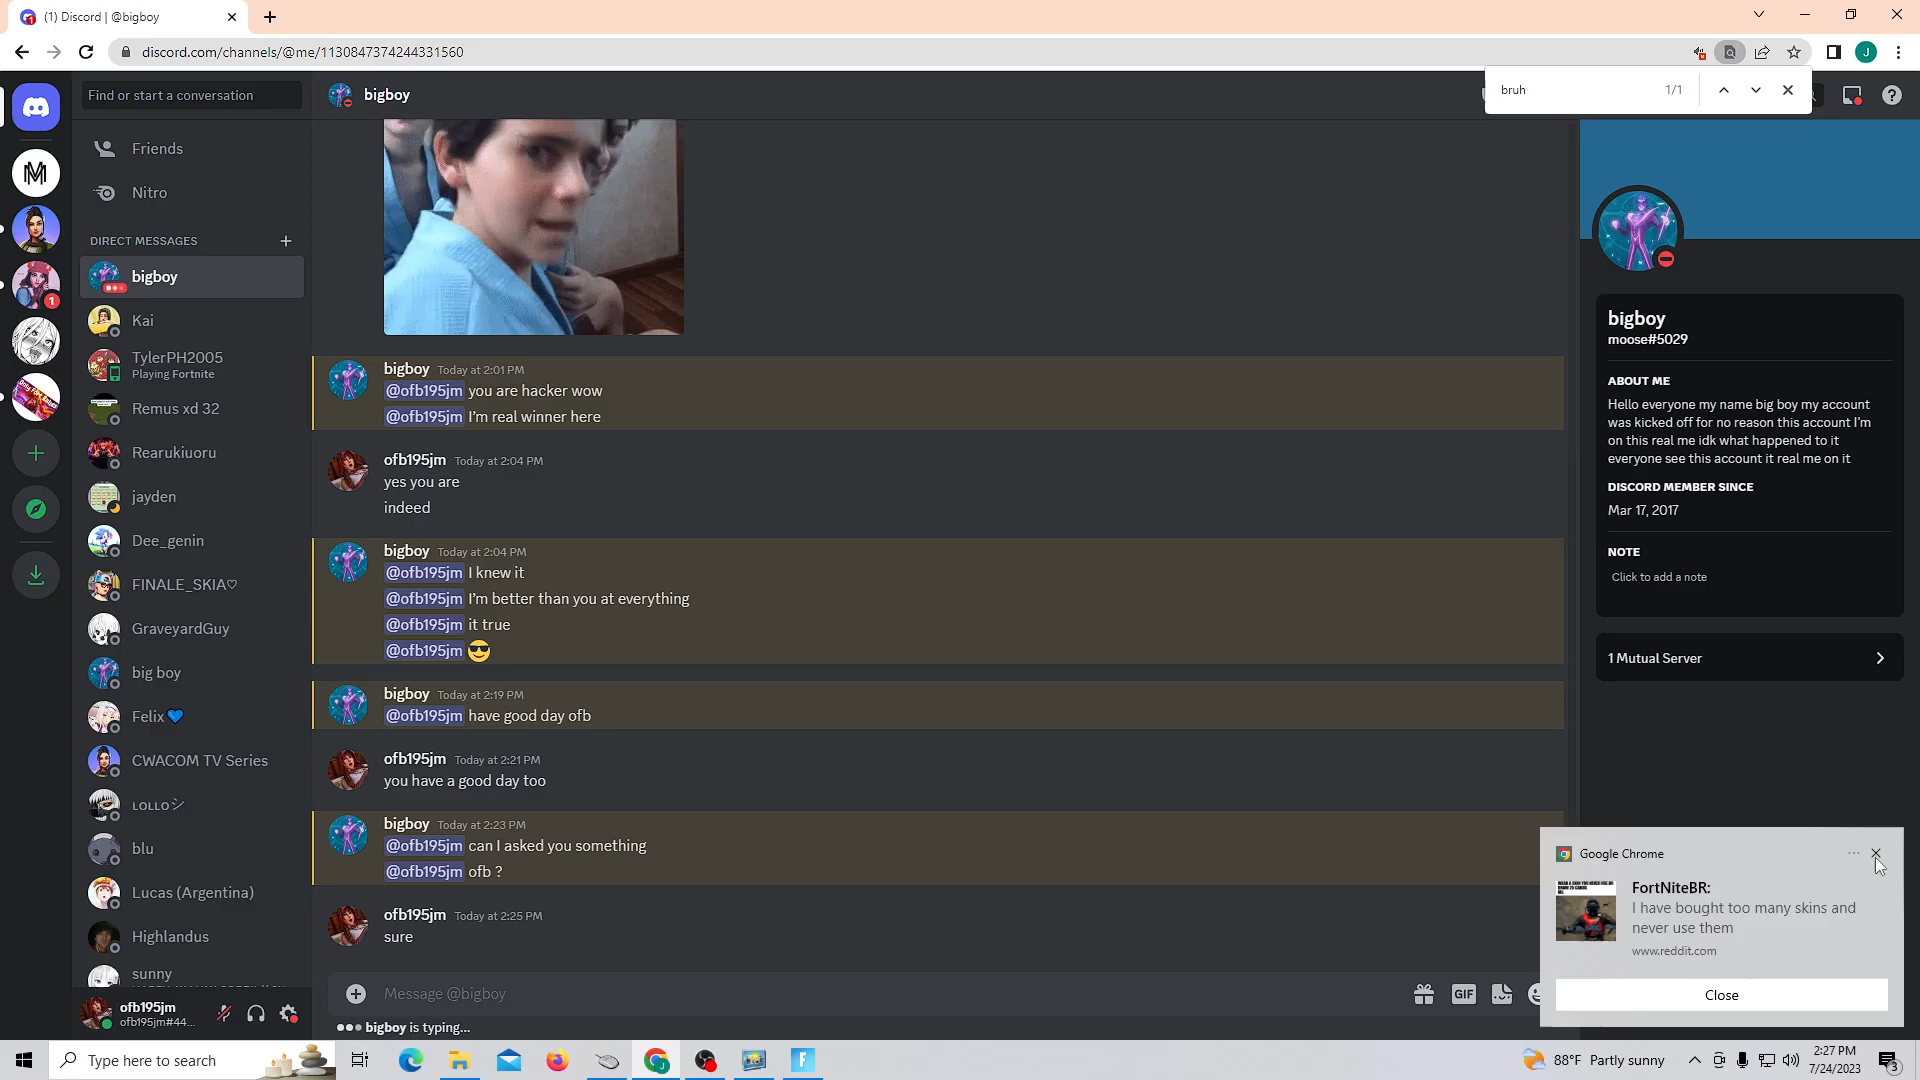 (1) Discord | @bigboy
discord.com/channels/@me/1130847374244331560
J
bruh
1/1
Find or start a conversation
bigboy
Friends
Nitro
DIRECT MESSAGES
bigboy
Kai
TylerPH2005
Playing Fortnite
Remus xd 32
Rearukiuoru
jayden
Dee_genin
FINALE_SKIA♡
GraveyardGuy
big boy
Felix💙
CWACOM TV Series
ʟᴏʟʟᴏシ
blu
Lucas (Argentina)
Highlandus
sunny
ofb195jm
ofb195jm#44...
1
bigboy Today at 2:01 PM
@ofb195jm you are hacker wow
@ofb195jm I'm real winner here
ofb195jm Today at 2:04 PM
yes you are
indeed
bigboy Today at 2:04 PM
@ofb195jm I knew it
@ofb195jm I'm better than you at everything
@ofb195jm it true
@ofb195jm 😎
bigboy Today at 2:19 PM
@ofb195jm have good day ofb
ofb195jm Today at 2:21 PM
you have a good day too
bigboy Today at 2:23 PM
@ofb195jm can I asked you something
@ofb195jm ofb ?
ofb195jm Today at 2:25 PM
sure
Message @bigboy
GIF
bigboy is typing...
bigboy
moose#5029
ABOUT ME
Hello everyone my name big boy my account
was kicked off for no reason this account I'm
on this real me idk what happened to it
everyone see this account it real me on it
DISCORD MEMBER SINCE
Mar 17, 2017
NOTE
Click to add a note
1 Mutual Server
Google Chrome
FortNiteBR:
I have bought too many skins and
never use them
www.reddit.com
Close
Type here to search
88°F Partly sunny
2:27 PM
7/24/2023
3